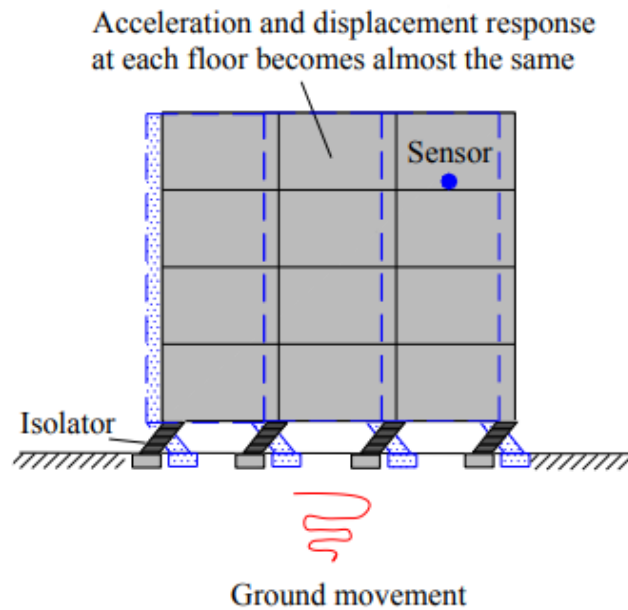 Acceleration and displacement response
at each floor becomes almost the same
Sensor
Isolator
Ground movement